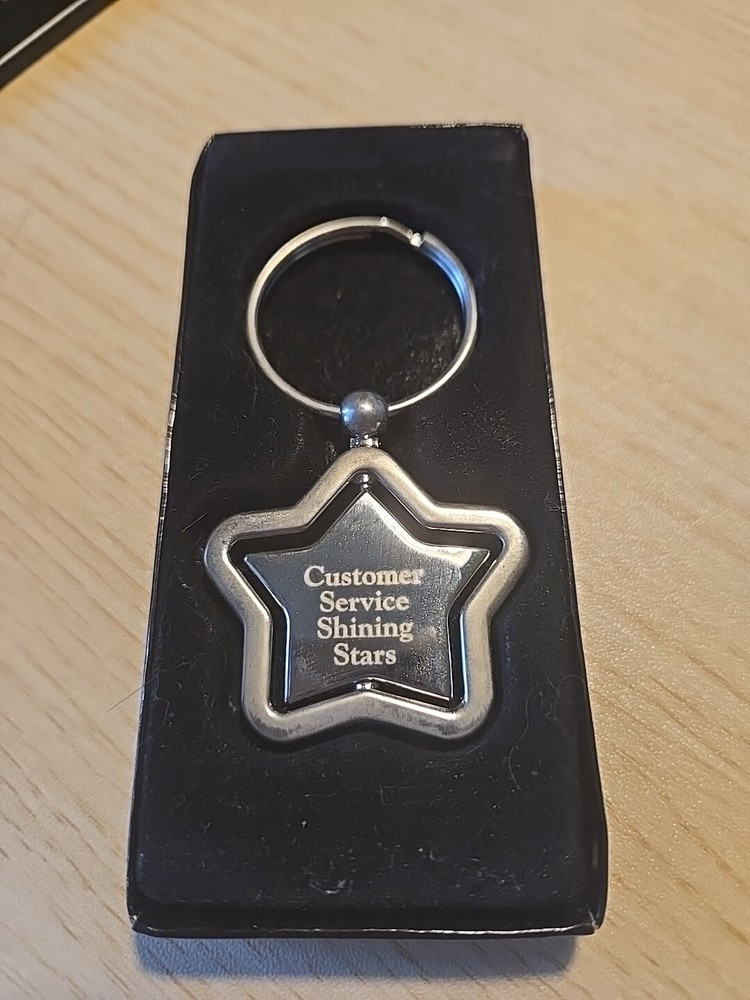 Customer
Service
Shining
Stars